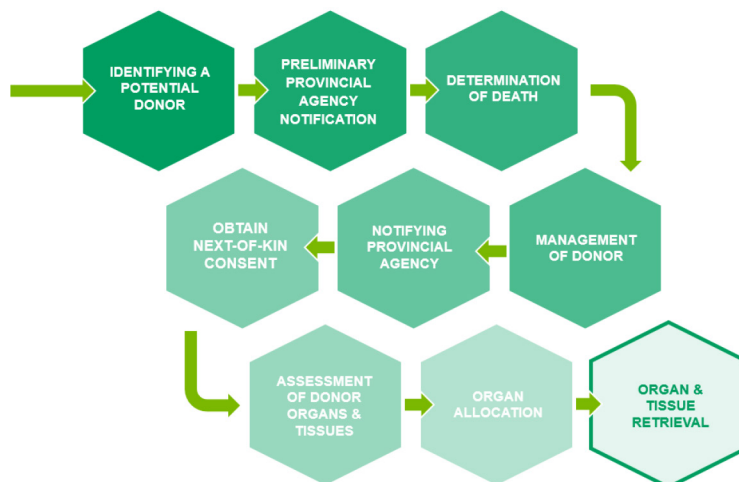 IDENTIFYING A
POTENTIAL
DONOR
PRELIMINARY
PROVINCIAL
AGENCY
NOTIFICATION
DETERMINATION
OF DEATH
MANAGEMENT
OF DONOR
NOTIFYING
PROVINCIAL
AGENCY
OBTAIN
NEXT-OF-KIN
CONSENT
ASSESSMENT
OF DONOR
ORGANS &
TISSUES
ORGAN
ALLOCATION
ORGAN &
TISSUE
RETRIEVAL